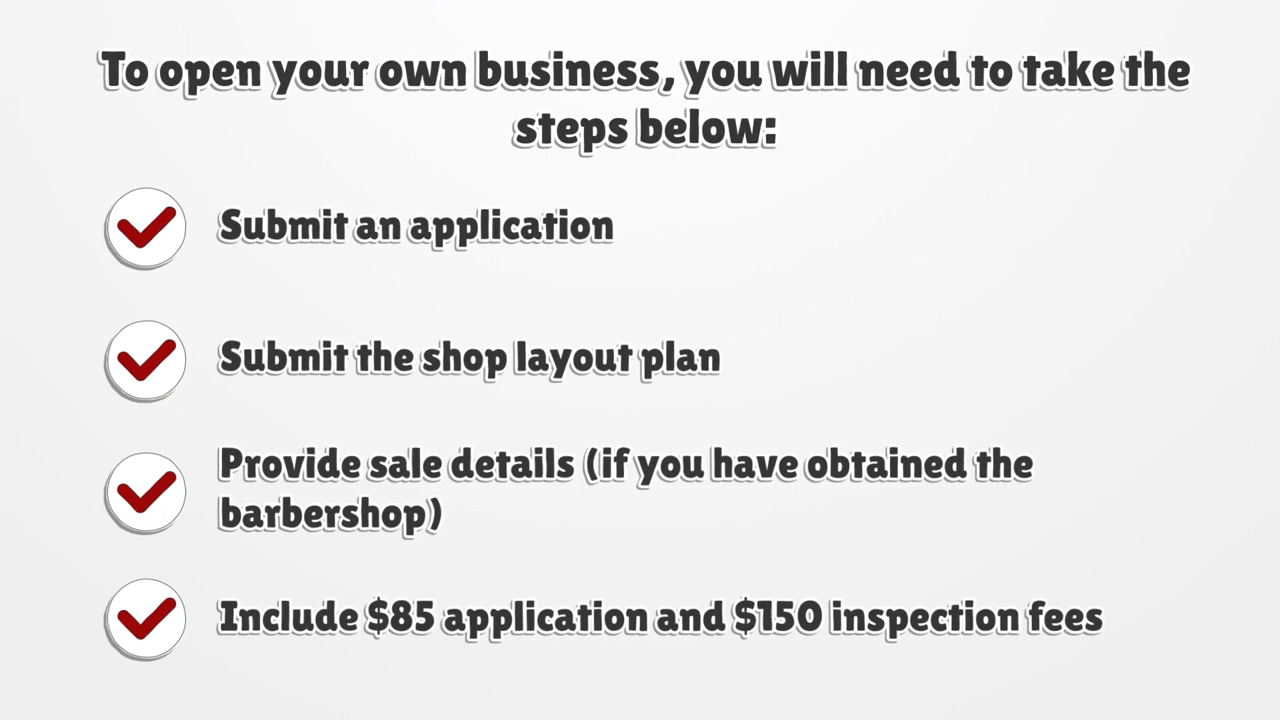 To open your own business, you will need to take the
steps below:
Submit an application
Submit the shop layout plan
Provide sale details (if you have obtained the
barbershop)
Include $85 application and $150 inspection fees